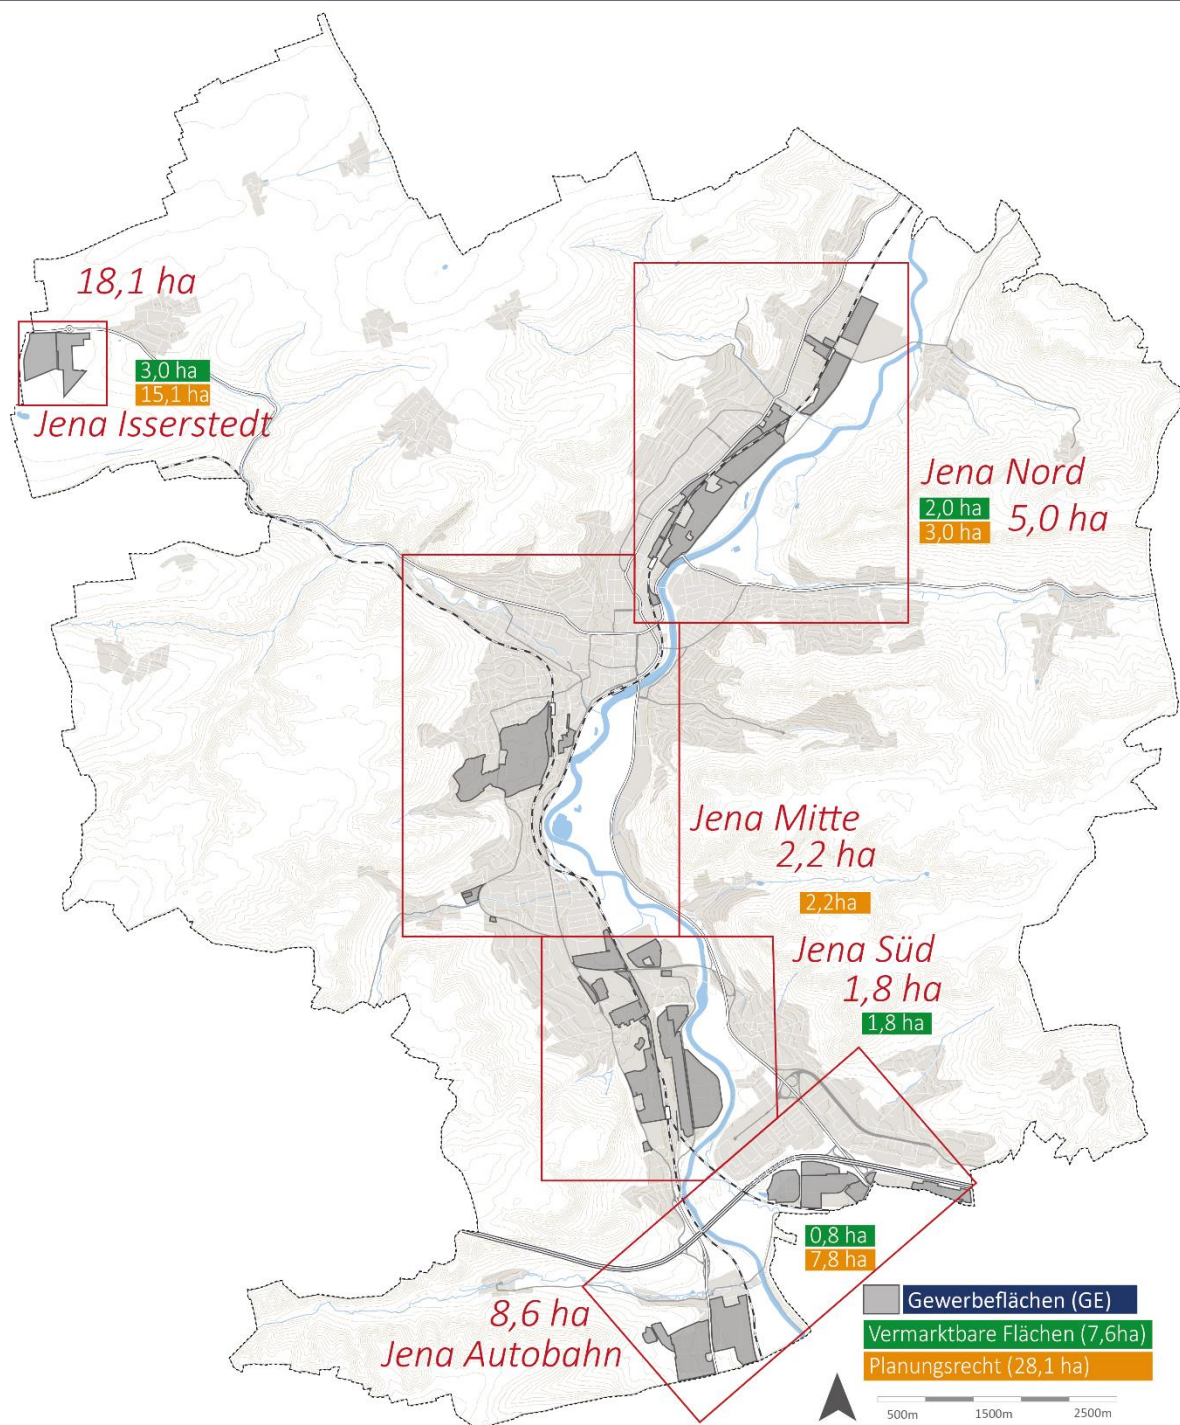 18,1 ha
3,0 ha
15,1 ha
Jena Isserstedt
Jena Nord
2,0 ha
3,0 ha
5,0 ha
Jena Mitte
2,2 ha
2,2ha
Jena Süd
1,8 ha
1,8 ha
0,8 ha
7,8 ha
8,6 ha
Jena Autobahn
Gewerbeflächen (GE)
Vermarktbare Flächen (7,6ha)
Planungsrecht (28,1 ha)
500m 1500m 2500m